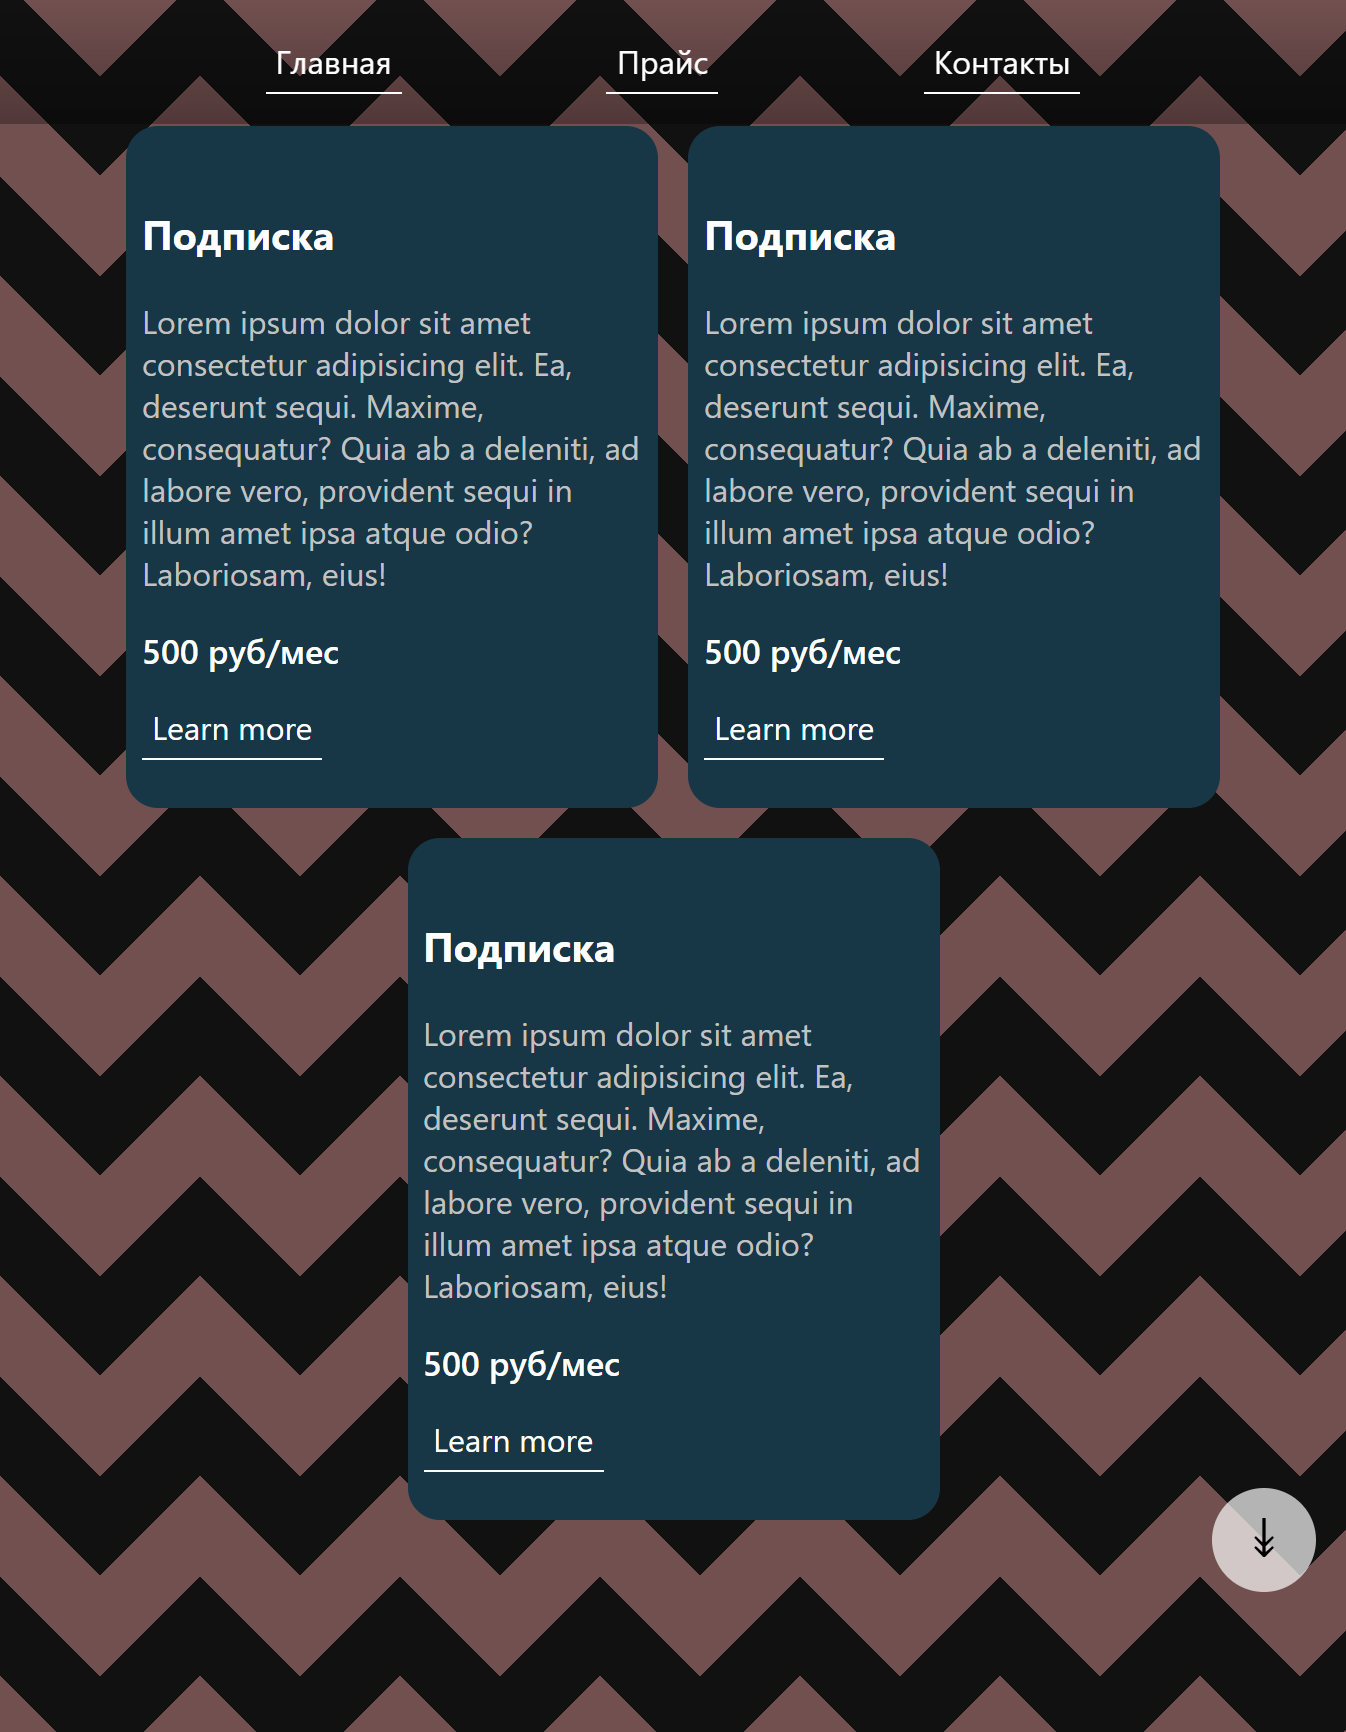 Главная
Прайс
Контакты
Подписка
Lorem ipsum dolor sit amet
consectetur adipisicing elit. Ea,
deserunt sequi. Maxime,
consequatur? Quia ab a deleniti, ad
labore vero, provident sequi in
illum amet ipsa atque odio?
Laboriosam, eius!
500 руб/мес
Learn more
Подписка
Lorem ipsum dolor sit amet
consectetur adipisicing elit. Ea,
deserunt sequi. Maxime,
consequatur? Quia ab a deleniti, ad
labore vero, provident sequi in
illum amet ipsa atque odio?
Laboriosam, eius!
500 руб/мес
Learn more
Подписка
Lorem ipsum dolor sit amet
consectetur adipisicing elit. Ea,
deserunt sequi. Maxime,
consequatur? Quia ab a deleniti, ad
labore vero, provident sequi in
illum amet ipsa atque odio?
Laboriosam, eius!
500 руб/мес
Learn more